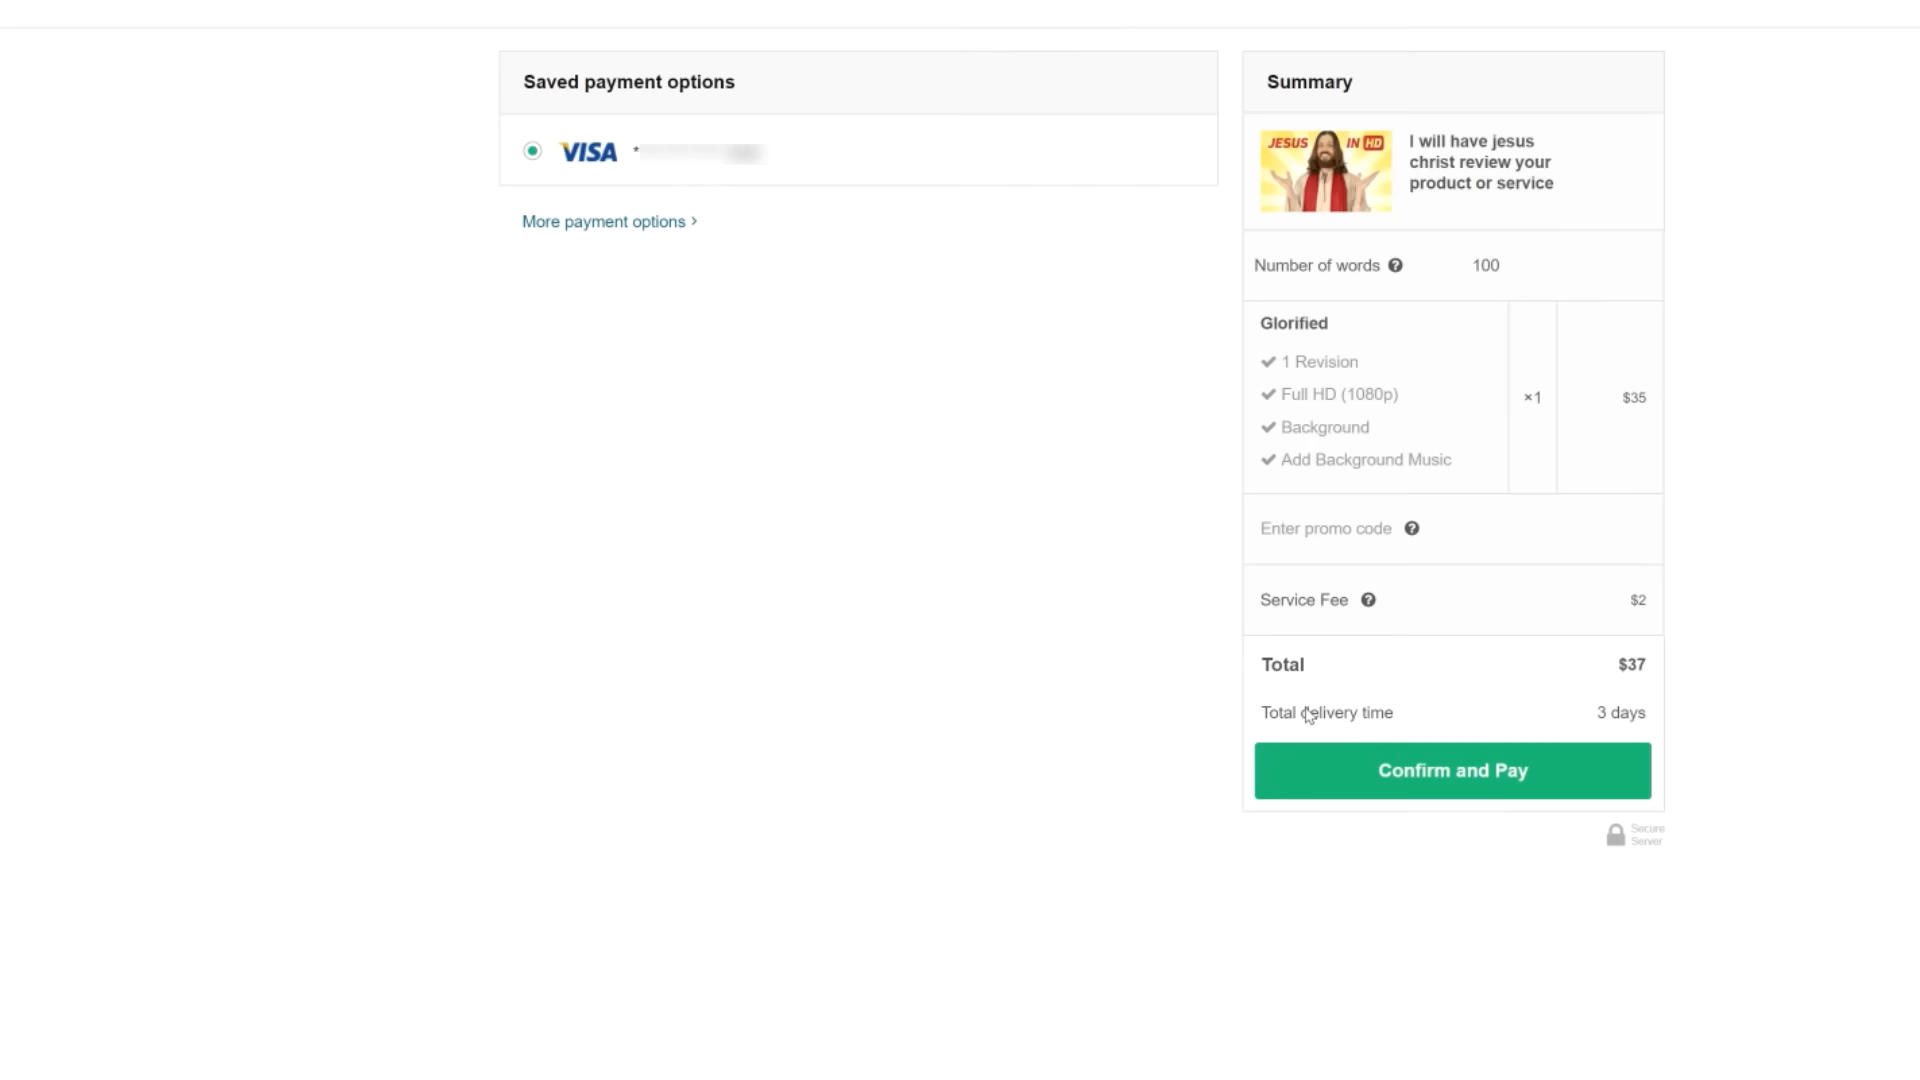 Saved payment options
VISA *
More payment options >
Summary
JESUS IN HD
I will have jesus
christ review your
product or service
Number of words ? 100
Glorified
✔ 1 Revision
✔ Full HD (1080p)
✔ Background
✔ Add Background Music
×1
$35
Enter promo code ?
Service Fee ? $2
Total $37
Total delivery time 3 days
Confirm and Pay
Secure
Server